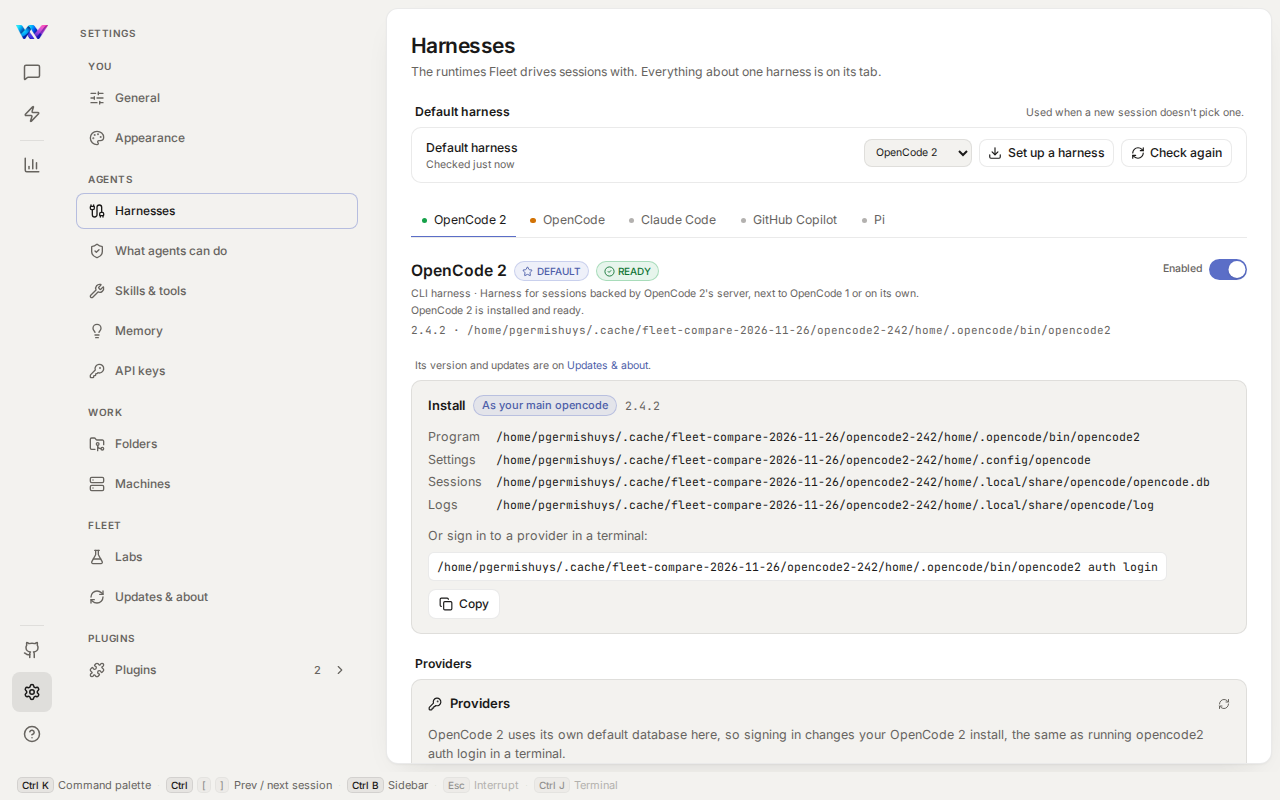 SETTINGS
YOU
General
Appearance
AGENTS
Harnesses
What agents can do
Skills & tools
Memory
API keys
WORK
Folders
Machines
FLEET
Labs
Updates & about
PLUGINS
Plugins 2
Harnesses
The runtimes Fleet drives sessions with. Everything about one harness is on its tab.
Default harness Used when a new session doesn't pick one.
Default harness
Checked just now
OpenCode 2 Set up a harness Check again
OpenCode 2 OpenCode Claude Code GitHub Copilot Pi
OpenCode 2 DEFAULT READY Enabled
CLI harness · Harness for sessions backed by OpenCode 2's server, next to OpenCode 1 or on its own.
OpenCode 2 is installed and ready.
2.4.2 · /home/pgermishuys/.cache/fleet-compare-2026-11-26/opencode2-242/home/.opencode/bin/opencode2
Its version and updates are on Updates & about.
Install As your main opencode 2.4.2
Program /home/pgermishuys/.cache/fleet-compare-2026-11-26/opencode2-242/home/.opencode/bin/opencode2
Settings /home/pgermishuys/.cache/fleet-compare-2026-11-26/opencode2-242/home/.config/opencode
Sessions /home/pgermishuys/.cache/fleet-compare-2026-11-26/opencode2-242/home/.local/share/opencode/opencode.db
Logs /home/pgermishuys/.cache/fleet-compare-2026-11-26/opencode2-242/home/.local/share/opencode/log
Or sign in to a provider in a terminal:
/home/pgermishuys/.cache/fleet-compare-2026-11-26/opencode2-242/home/.opencode/bin/opencode2 auth login
Copy
Providers
Providers
OpenCode 2 uses its own default database here, so signing in changes your OpenCode 2 install, the same as running opencode2
auth login in a terminal.
Ctrl K Command palette Ctrl [ ] Prev / next session Ctrl B Sidebar Esc Interrupt Ctrl J Terminal